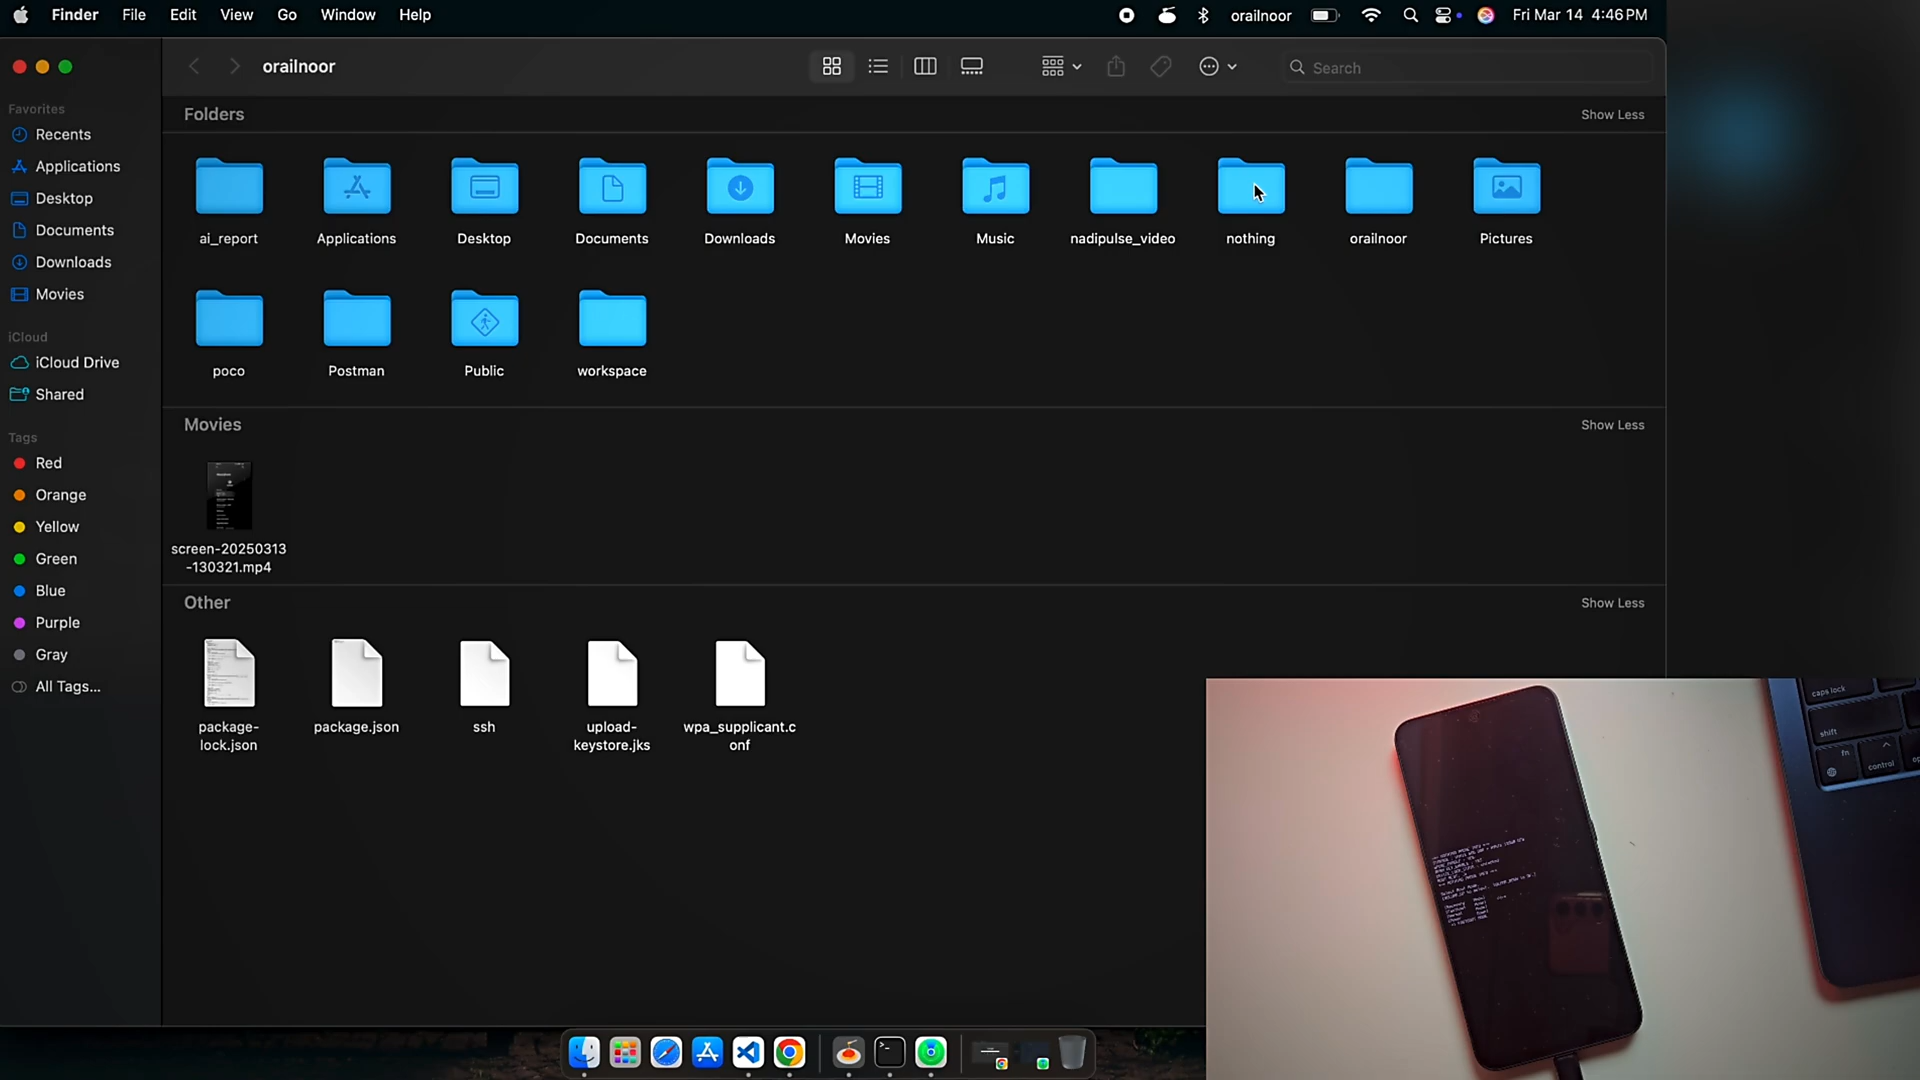 Finder File Edit View Go Window Help
orailnoor Fri Mar 14 4:46 PM
orailnoor
Search
Favorites
Recents
Applications
Desktop
Documents
Downloads
Movies
iCloud
iCloud Drive
Shared
Tags
Red
Orange
Yellow
Green
Blue
Purple
Gray
All Tags...
Folders
Show Less
ai_report
Applications
Desktop
Documents
Downloads
Movies
Music
nadipulse_video
nothing
orailnoor
Pictures
poco
Postman
Public
workspace
Movies
Show Less
screen-20250313
-130321.mp4
Other
Show Less
package-
lock.json
package.json
ssh
upload-
keystore.jks
wpa_supplicant.c
onf
caps lock
shift
fn
control